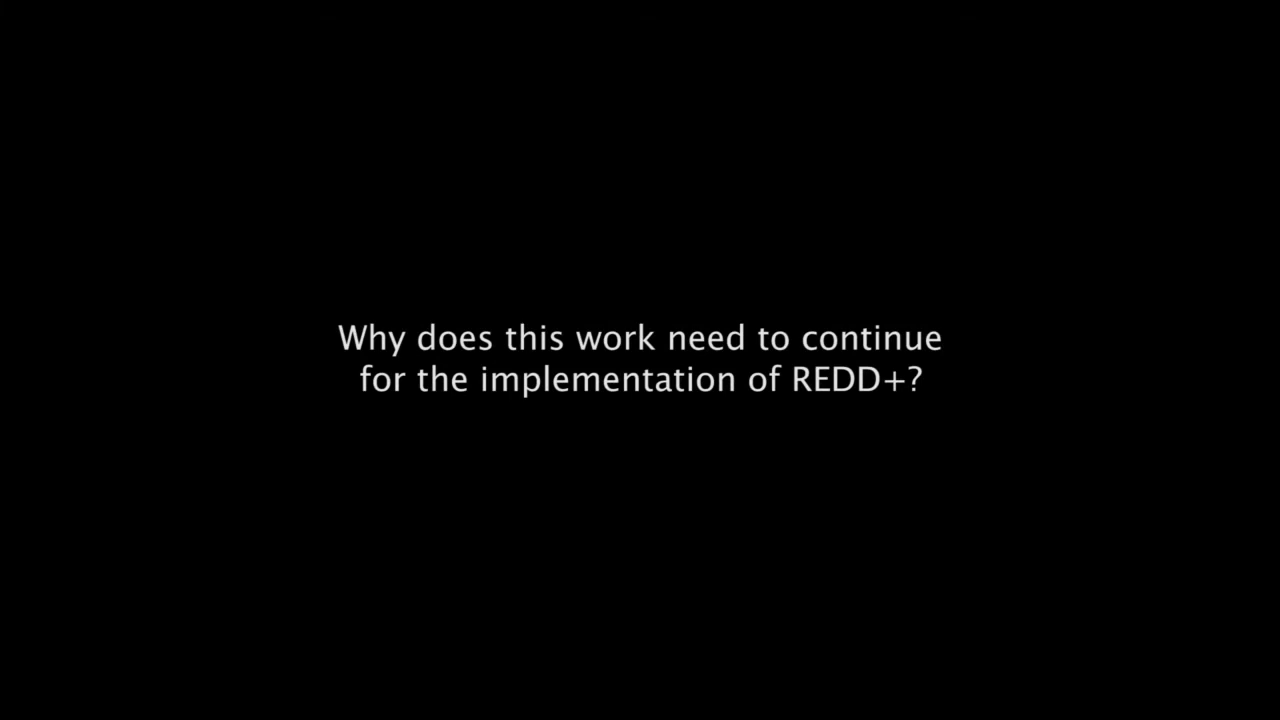 Why does this work need to continue
for the implementation of REDD+?